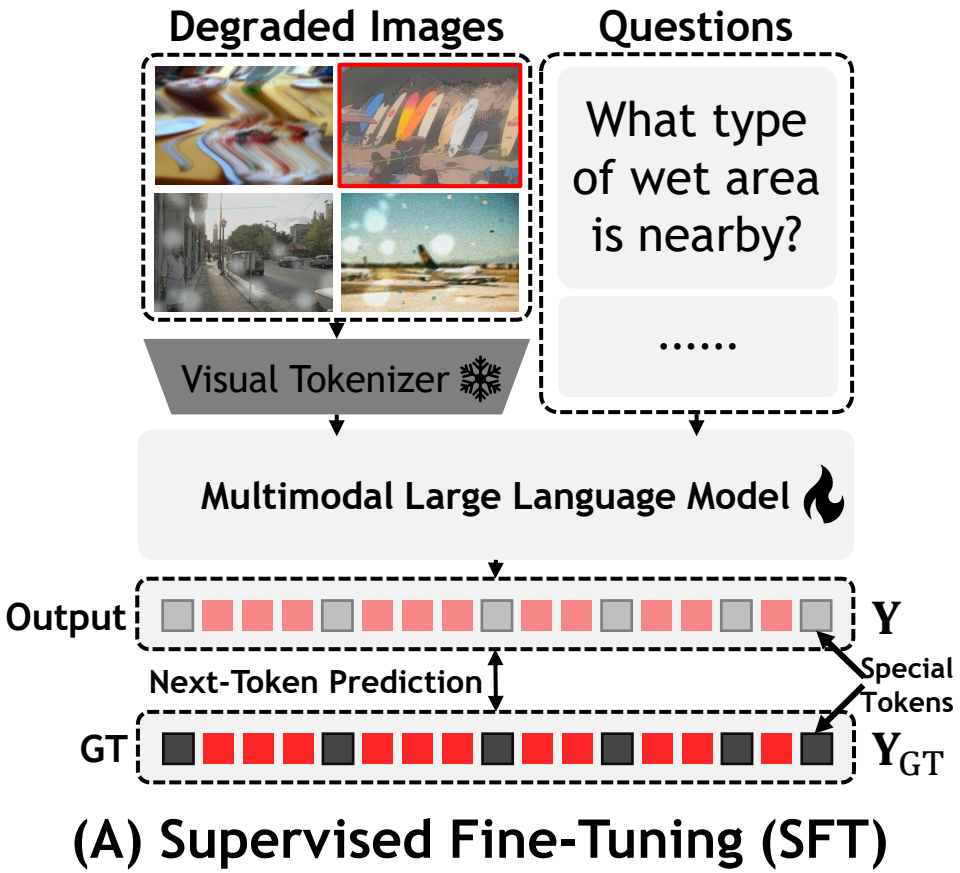 Degraded Images
Questions
What type
of wet area
is nearby?
......
Visual Tokenizer
Multimodal Large Language Model
Output
Y
Next-Token Prediction
Special
Tokens
GT
Y_GT
(A) Supervised Fine-Tuning (SFT)